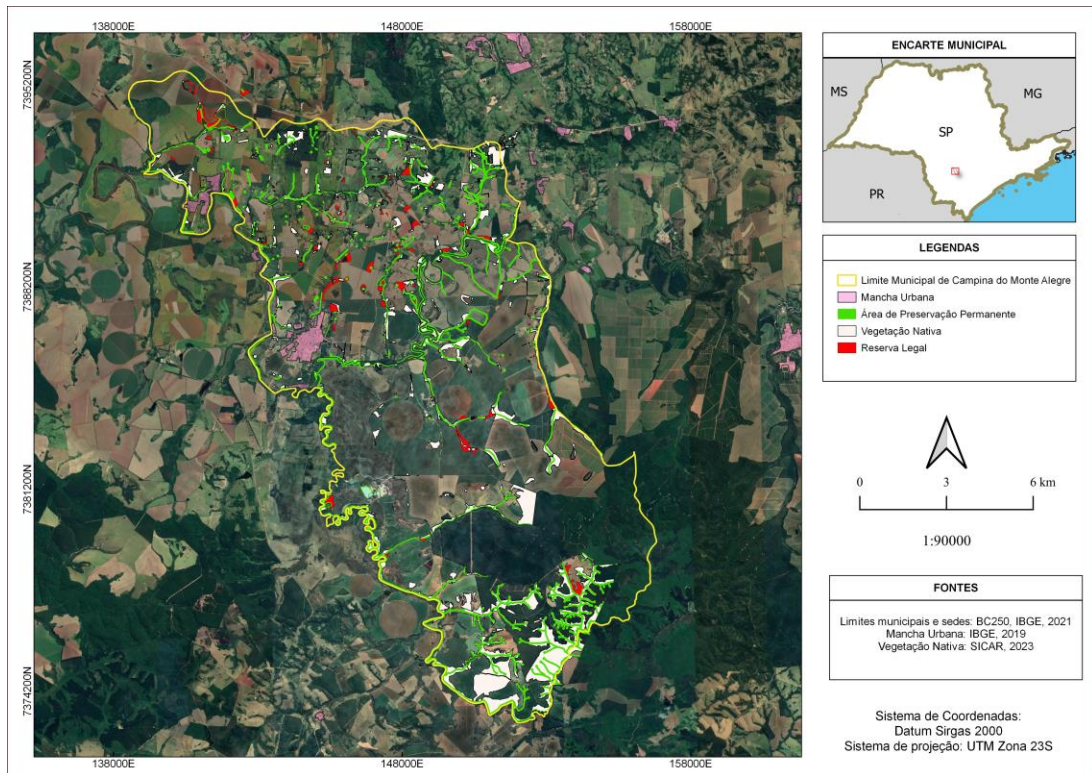 138000E
148000E
158000E
7395200N
7388200N
7381200N
7374200N
138000E
148000E
158000E
ENCARTE MUNICIPAL
MS
MG
SP
PR
LEGENDAS
Limite Municipal de Campina do Monte Alegre
Mancha Urbana
Área de Preservação Permanente
Vegetação Nativa
Reserva Legal
0 3 6 km
1:90000
FONTES
Limites municipais e sedes: BC250, IBGE, 2021
Mancha Urbana: IBGE, 2019
Vegetação Nativa: SICAR, 2023
Sistema de Coordenadas:
Datum Sirgas 2000
Sistema de projeção: UTM Zona 23S